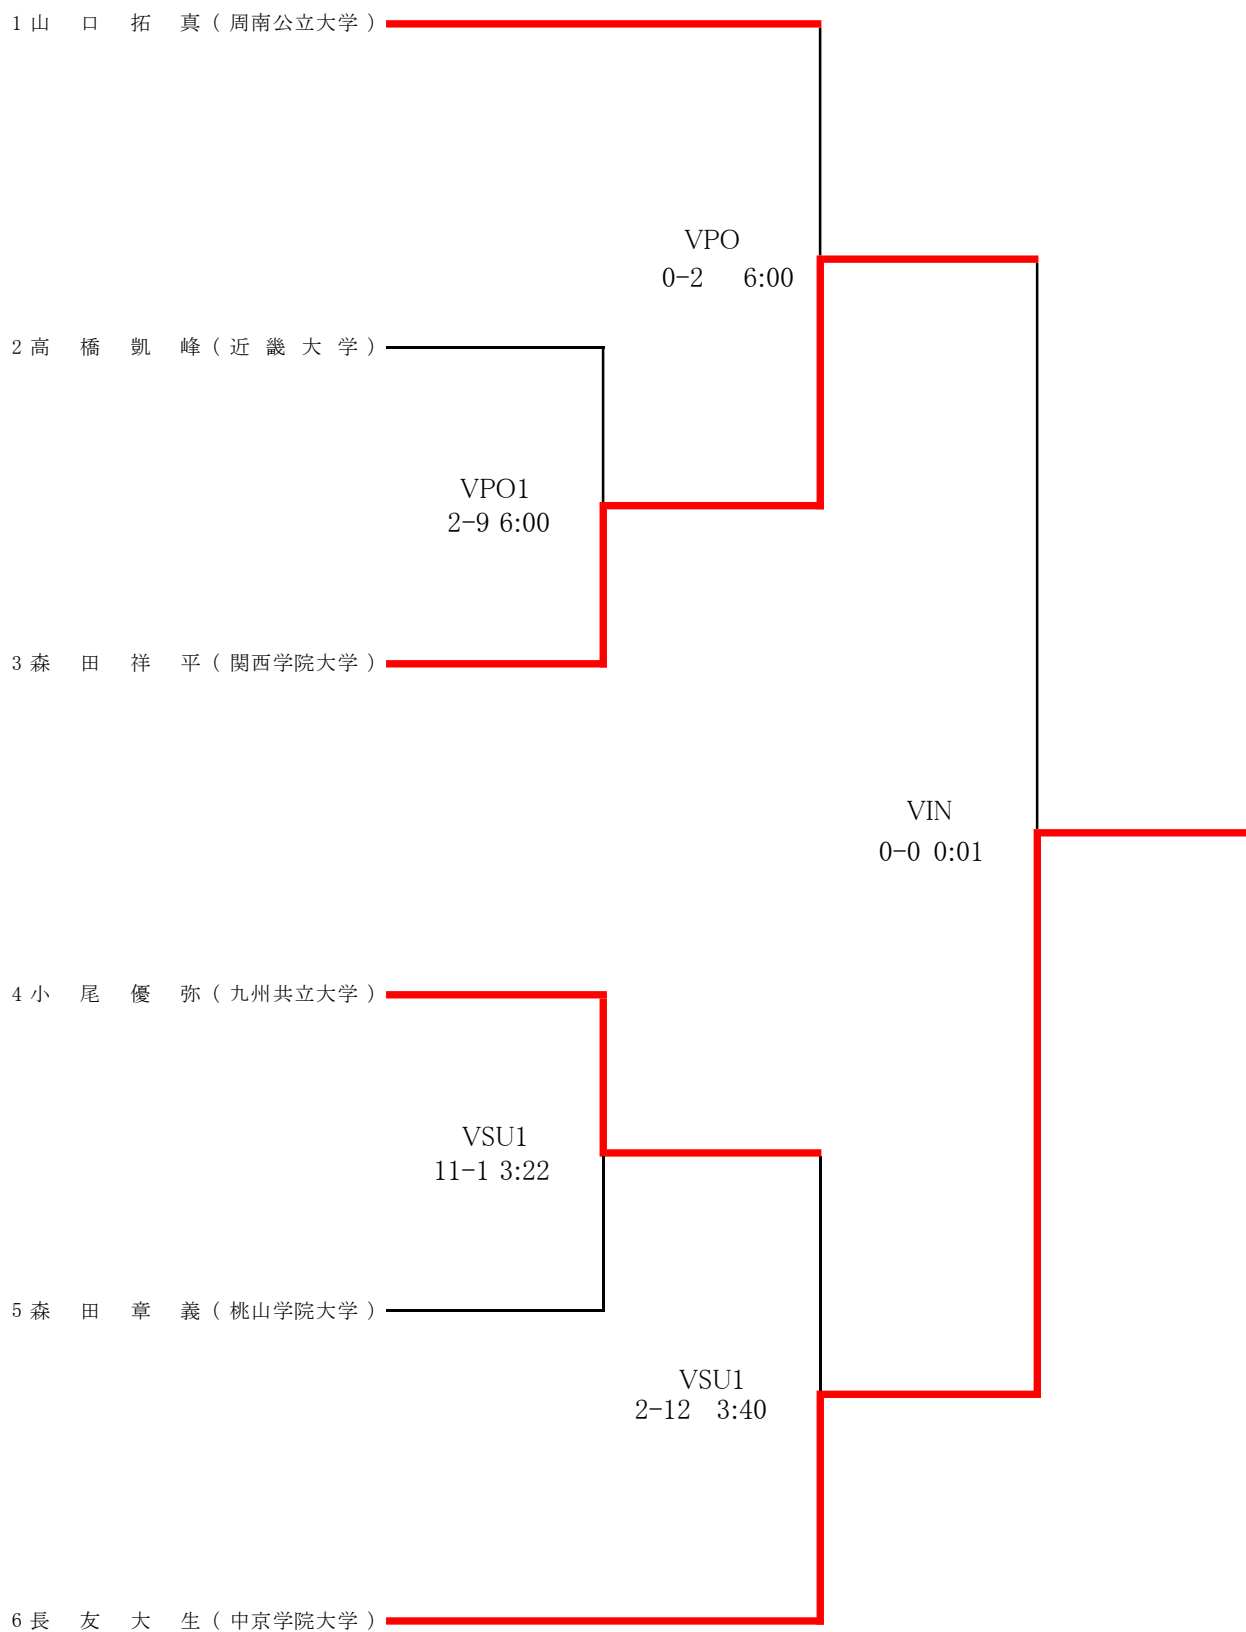 1 山 口 拓 真 ( 周南公立大学 )
VPO
0-2 6:00
2 高 橋 凱 峰 ( 近 畿 大 学 )
VPO1
2-9 6:00
3 森 田 祥 平 ( 関西学院大学 )
VIN
0-0 0:01
4 小 尾 優 弥 ( 九州共立大学 )
VSU1
11-1 3:22
5 森 田 章 義 ( 桃山学院大学 )
VSU1
2-12 3:40
6 長 友 大 生 ( 中京学院大学 )